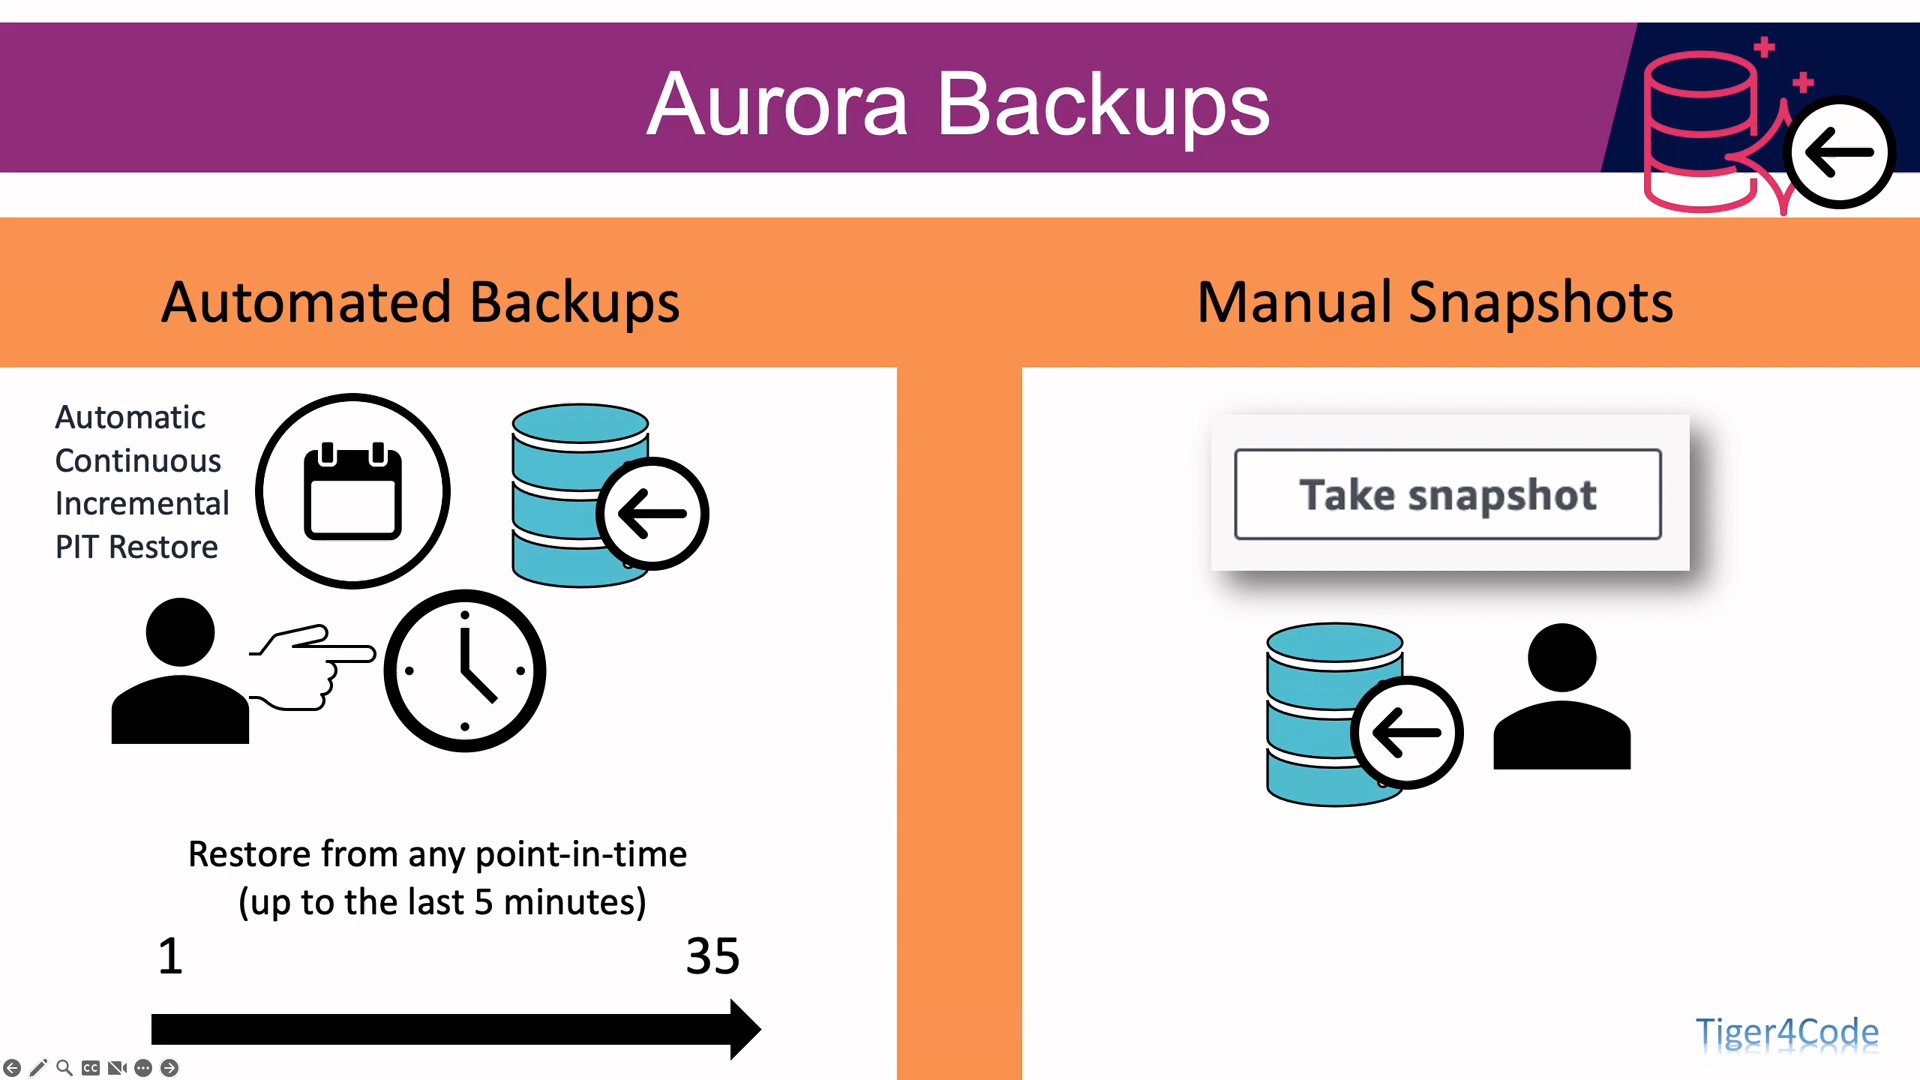 Aurora Backups
Automated Backups
Automatic
Continuous
Incremental
PIT Restore
Restore from any point-in-time
(up to the last 5 minutes)
1 35
Manual Snapshots
Take snapshot
Tiger4Code
CC